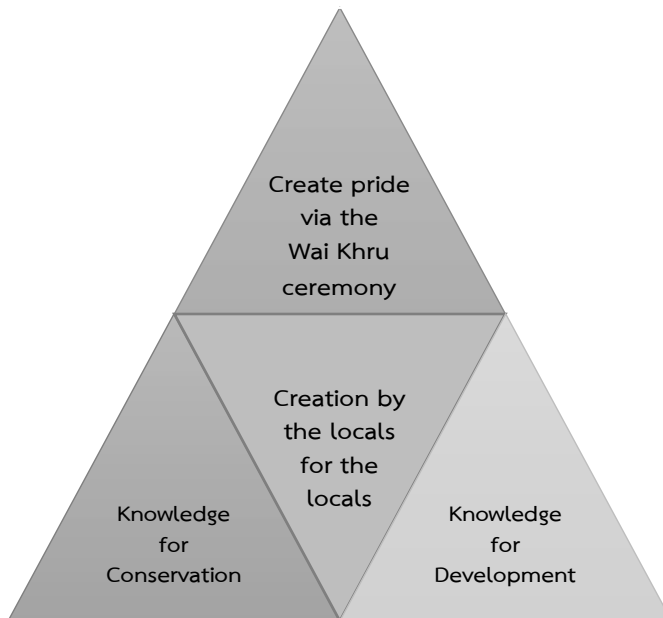 Create pride
via the
Wai Khru
ceremony
Creation by
the locals
for the
locals
Knowledge
for
Conservation
Knowledge
for
Development